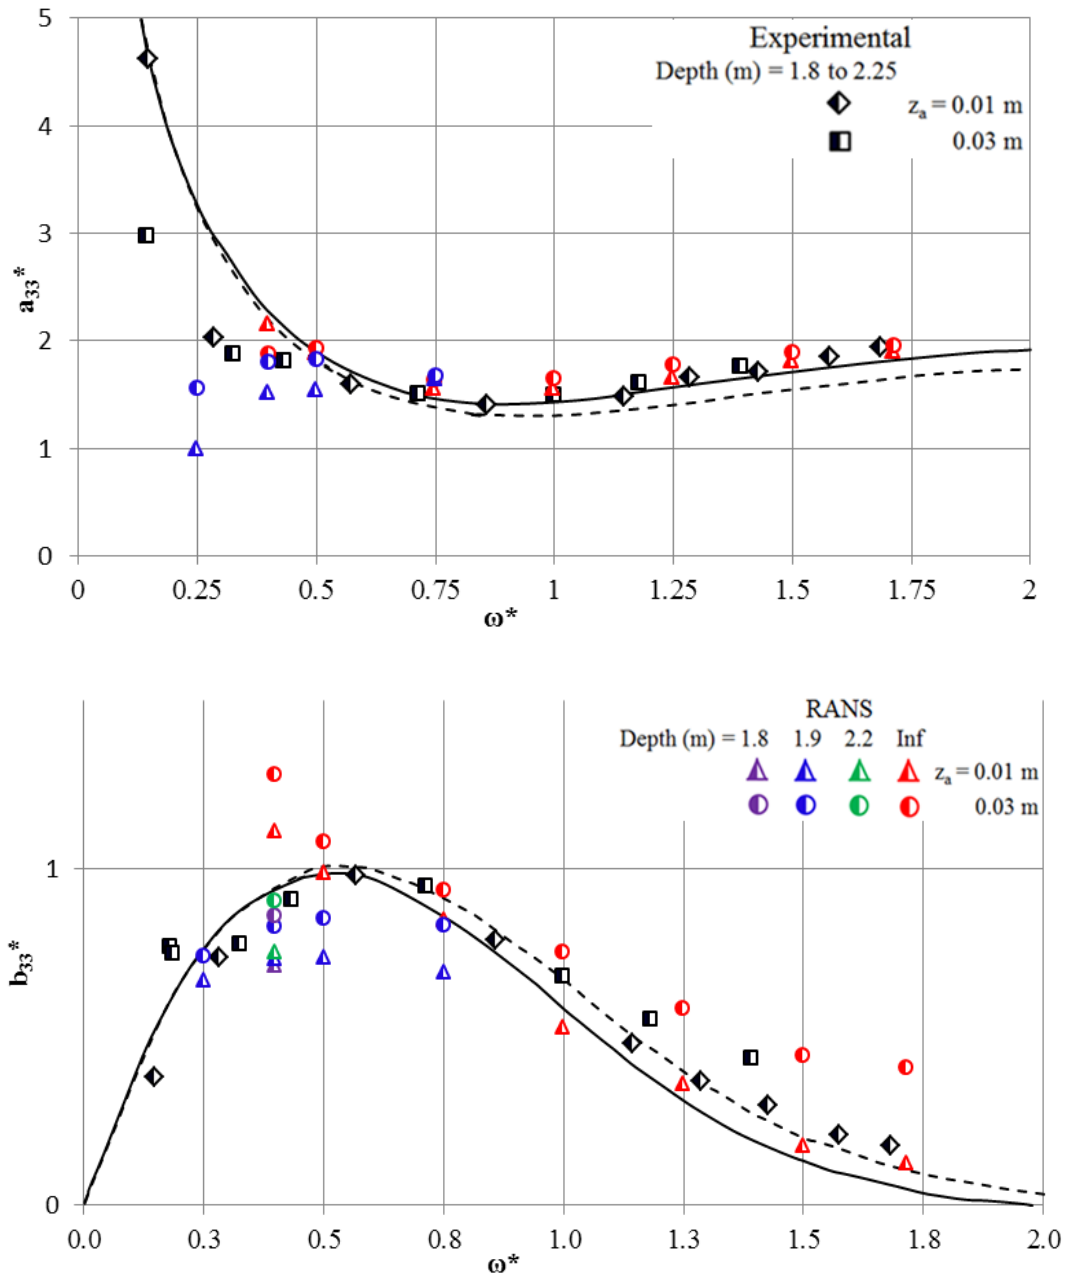 5
Experimental
Depth (m) = 1.8 to 2.25
zₐ = 0.01 m
0.03 m
4
3
a₃₃*
2
1
0
0 0.25 0.5 0.75 1 1.25 1.5 1.75 2
ω*
RANS
Depth (m) = 1.8 1.9 2.2 Inf
zₐ = 0.01 m
0.03 m
1
b₃₃*
0
0.0 0.3 0.5 0.8 1.0 1.3 1.5 1.8 2.0
ω*